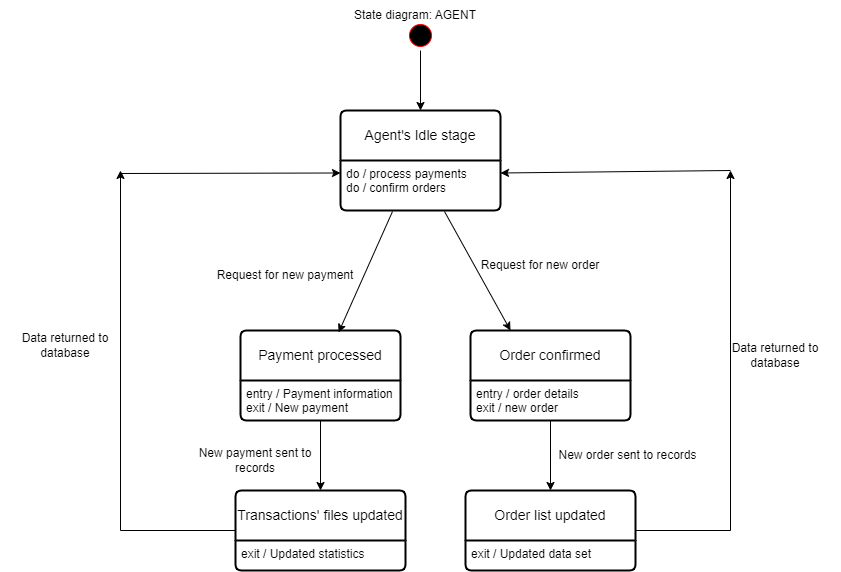 State diagram: AGENT
Agent's Idle stage
do / process payments
do / confirm orders
Request for new payment
Request for new order
Data returned to
database
Data returned to
database
Payment processed
entry / Payment information
exit / New payment
Order confirmed
entry / order details
exit / new order
New payment sent to
records
New order sent to records
Transactions' files updated
exit / Updated statistics
Order list updated
exit / Updated data set